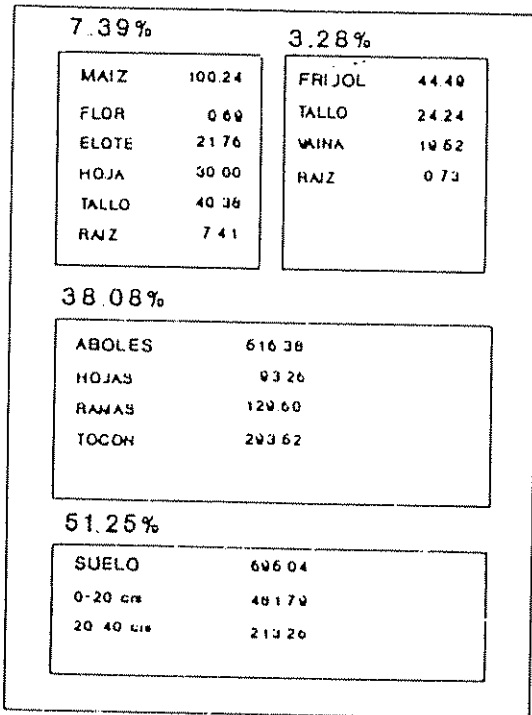 7.39%
MAIZ 100.24
FLOR 0.69
ELOTE 21.76
HOJA 30.00
TALLO 40.38
RAIZ 7.41
3.28%
FRIJOL 44.49
TALLO 24.24
VAINA 19.52
RAIZ 0.73
38.08%
ABOLES 516.38
HOJAS 93.26
RAMAS 129.50
TOCON 293.62
51.25%
SUELO 695.04
0-20 cm 481.79
20-40 cm 213.25